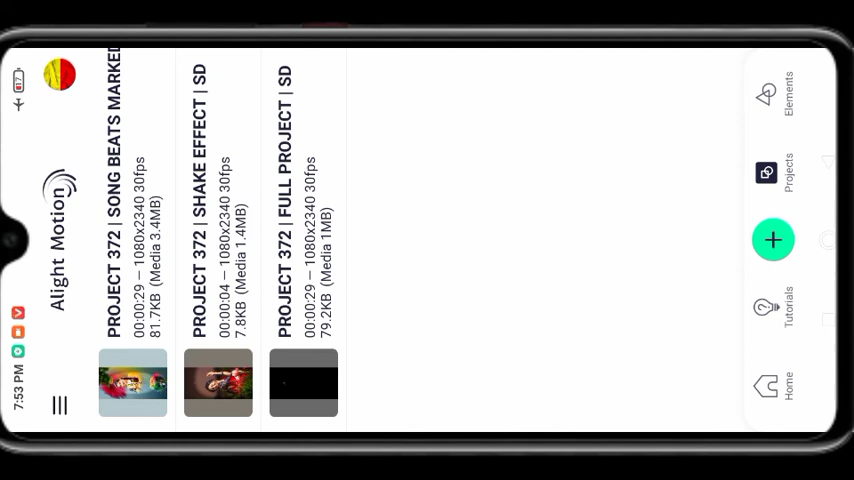 7:53 PM
17
Alight Motion
PROJECT 372 | SONG BEATS MARKED
00:00:29 — 1080x2340 30fps
81.7KB (Media 3.4MB)
PROJECT 372 | SHAKE EFFECT | SD
00:00:04 — 1080x2340 30fps
7.8KB (Media 1.4MB)
PROJECT 372 | FULL PROJECT | SD
00:00:29 — 1080x2340 30fps
79.2KB (Media 1MB)
Home
Tutorials
Projects
Elements